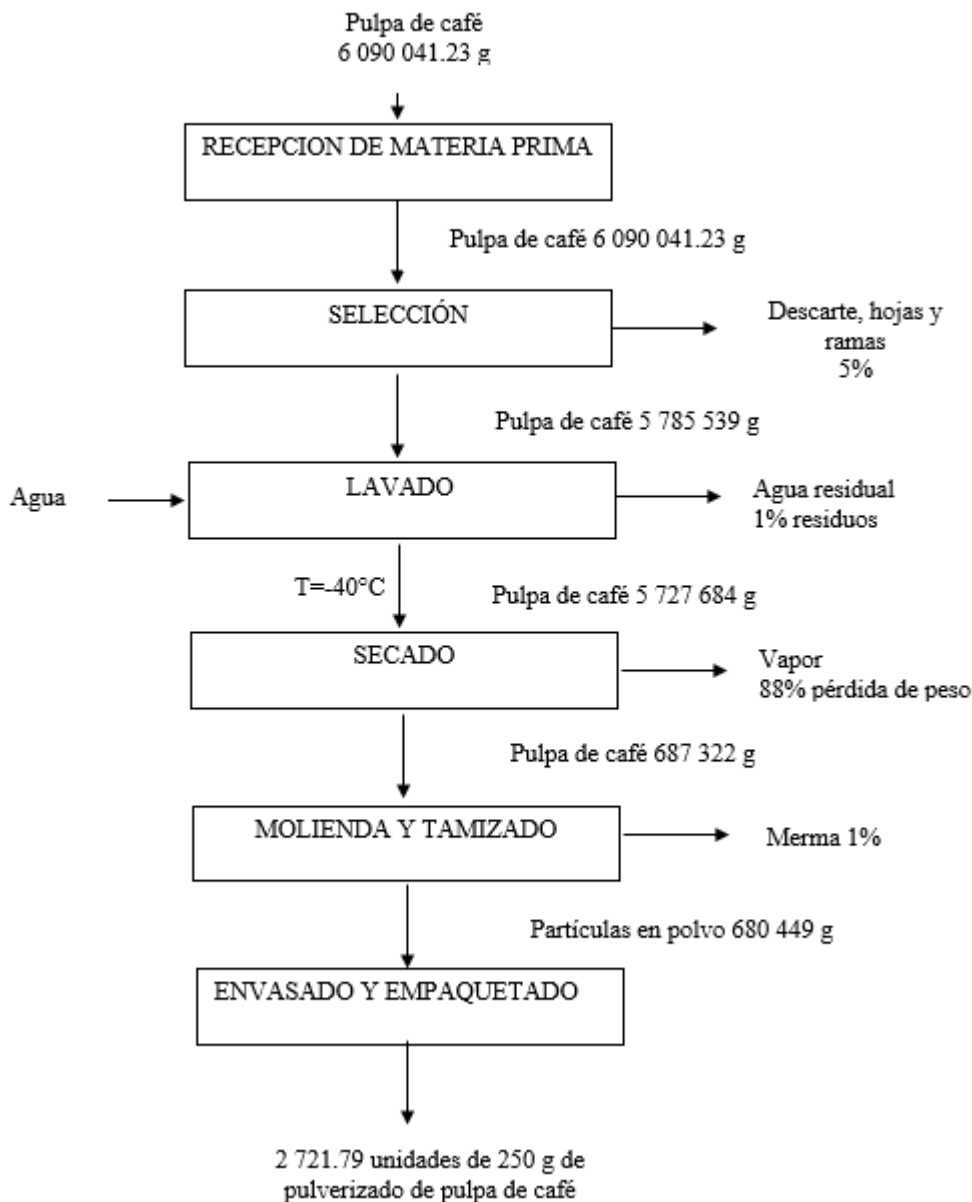 Pulpa de café
6 090 041.23 g
RECEPCION DE MATERIA PRIMA
Pulpa de café 6 090 041.23 g
SELECCIÓN
Descarte, hojas y
ramas
5%
Pulpa de café 5 785 539 g
Agua
LAVADO
Agua residual
1% residuos
T=-40°C
Pulpa de café 5 727 684 g
SECADO
Vapor
88% pérdida de peso
Pulpa de café 687 322 g
MOLIENDA Y TAMIZADO
Merma 1%
Partículas en polvo 680 449 g
ENVASADO Y EMPAQUETADO
2 721.79 unidades de 250 g de
pulverizado de pulpa de café